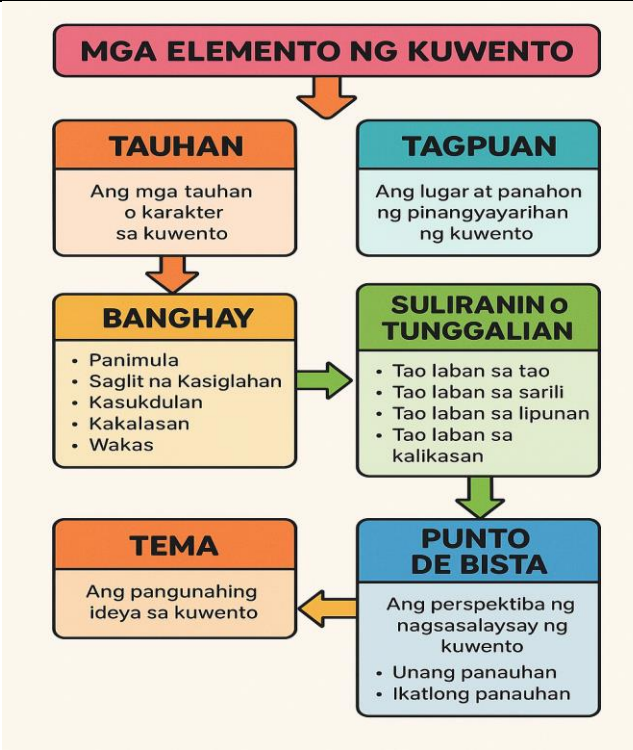 MGA ELEMENTO NG KUWENTO
TAUHAN
Ang mga tauhan
o karakter
sa kuwento
TAGPUAN
Ang lugar at panahon
ng pinangyayarihan
ng kuwento
BANGHAY
• Panimula
• Saglit na Kasiglahan
• Kasukdulan
• Kakalasan
• Wakas
SULIRANIN o
TUNGGALIAN
• Tao laban sa tao
• Tao laban sa sarili
• Tao laban sa lipunan
• Tao laban sa
kalikasan
PUNTO
DE BISTA
Ang perspektiba ng
nagsasalaysay ng
kuwento
• Unang panauhan
• Ikatlong panauhan
TEMA
Ang pangunahing
ideya sa kuwento